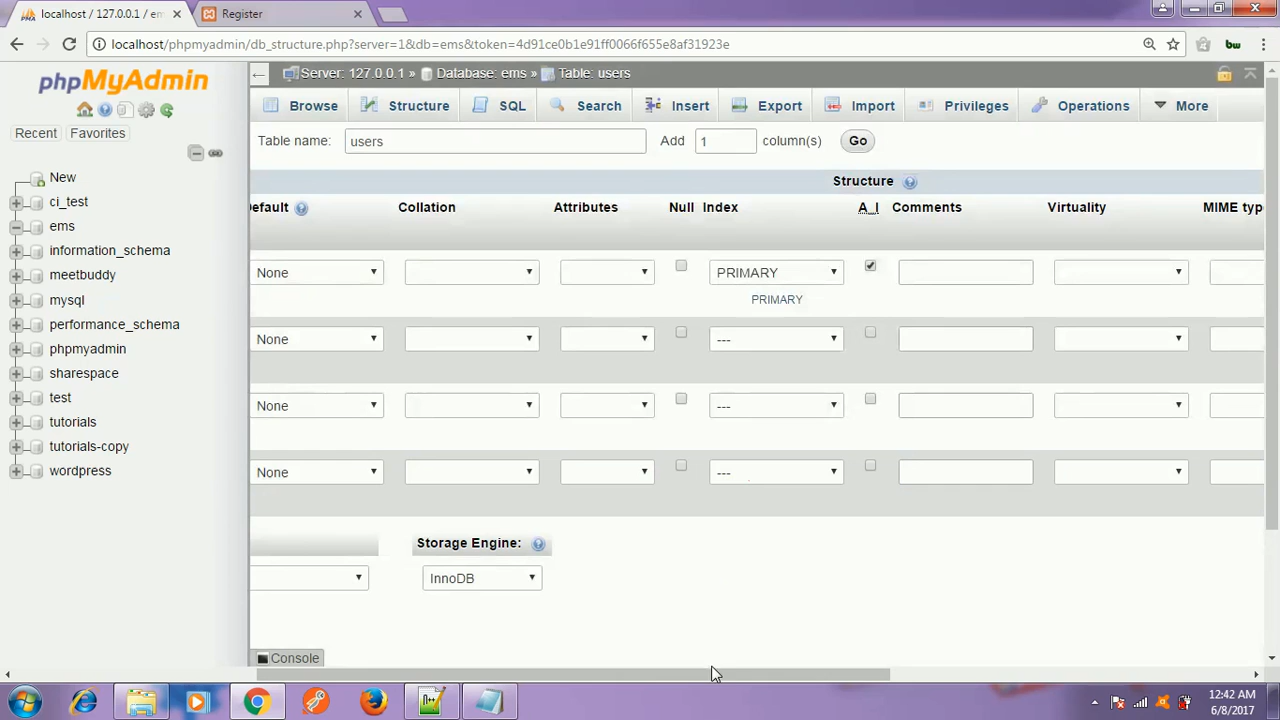 localhost / 127.0.0.1 / em
Register
localhost/phpmyadmin/db_structure.php?server=1&db=ems&token=4d91ce0b1e91ff0066f655e8af31923e
bw
phpMyAdmin
Recent
Favorites
New
ci_test
ems
information_schema
meetbuddy
mysql
performance_schema
phpmyadmin
sharespace
test
tutorials
tutorials-copy
wordpress
Server: 127.0.0.1 » Database: ems » Table: users
Browse Structure SQL Search Insert Export Import Privileges Operations More
Table name: users Add 1 column(s) Go
Structure
efault Collation Attributes Null Index A_I Comments Virtuality MIME typ
None PRIMARY
PRIMARY
None ---
None ---
None ---
Storage Engine:
InnoDB
Console
12:42 AM
6/8/2017